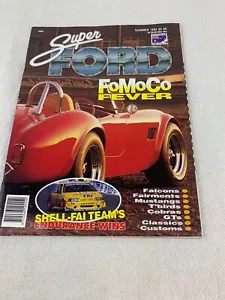 Super
FORD
FoMoCo
FEVER
Falcons
Fairmonts
Mustangs
T'birds
Cobras
GTs
Classics
Customs
SHELL-FAI TEAM'S
ENDURANCE WINS